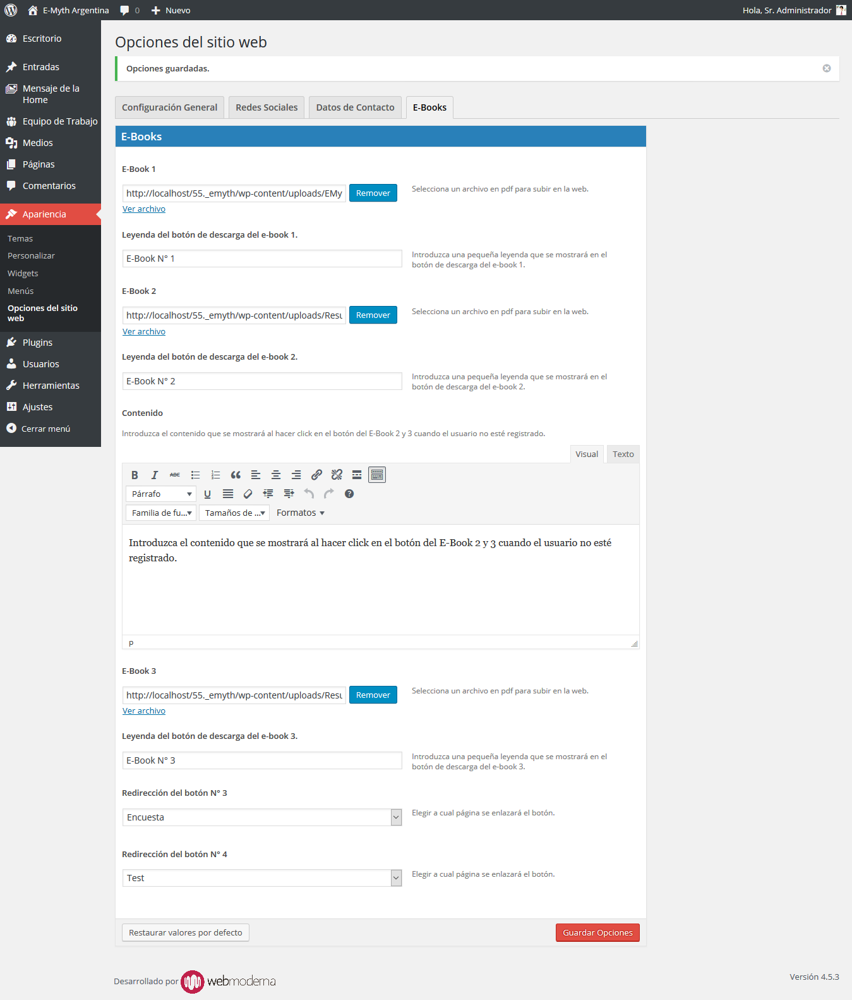 E-Myth Argentina
0
Nuevo
Hola, Sr. Administrador
Escritorio
Entradas
Mensaje de la
Home
Equipo de Trabajo
Medios
Páginas
Comentarios
Apariencia
Temas
Personalizar
Widgets
Menús
Opciones del sitio
web
Plugins
Usuarios
Herramientas
Ajustes
Cerrar menú
Opciones del sitio web
Opciones guardadas.
Configuración General
Redes Sociales
Datos de Contacto
E-Books
E-Books
E-Book 1
http://localhost/55._emyth/wp-content/uploads/EMy
Remover
Selecciona un archivo en pdf para subir en la web.
Ver archivo
Leyenda del botón de descarga del e-book 1.
E-Book N° 1
Introduzca una pequeña leyenda que se mostrará en el
botón de descarga del e-book 1.
E-Book 2
http://localhost/55._emyth/wp-content/uploads/Resu
Remover
Selecciona un archivo en pdf para subir en la web.
Ver archivo
Leyenda del botón de descarga del e-book 2.
E-Book N° 2
Introduzca una pequeña leyenda que se mostrará en el
botón de descarga del e-book 2.
Contenido
Introduzca el contenido que se mostrará al hacer click en el botón del E-Book 2 y 3 cuando el usuario no esté registrado.
Visual
Texto
B I ABC
Párrafo
U
Familia de fu...
Tamaños de ...
Formatos
Introduzca el contenido que se mostrará al hacer click en el botón del E-Book 2 y 3 cuando el usuario no esté
registrado.
p
E-Book 3
http://localhost/55._emyth/wp-content/uploads/Resu
Remover
Selecciona un archivo en pdf para subir en la web.
Ver archivo
Leyenda del botón de descarga del e-book 3.
E-Book N° 3
Introduzca una pequeña leyenda que se mostrará en el
botón de descarga del e-book 3.
Redirección del botón N° 3
Encuesta
Elegir a cual página se enlazará el botón.
Redirección del botón N° 4
Test
Elegir a cual página se enlazará el botón.
Restaurar valores por defecto
Guardar Opciones
Desarrollado por
webmoderna
Versión 4.5.3